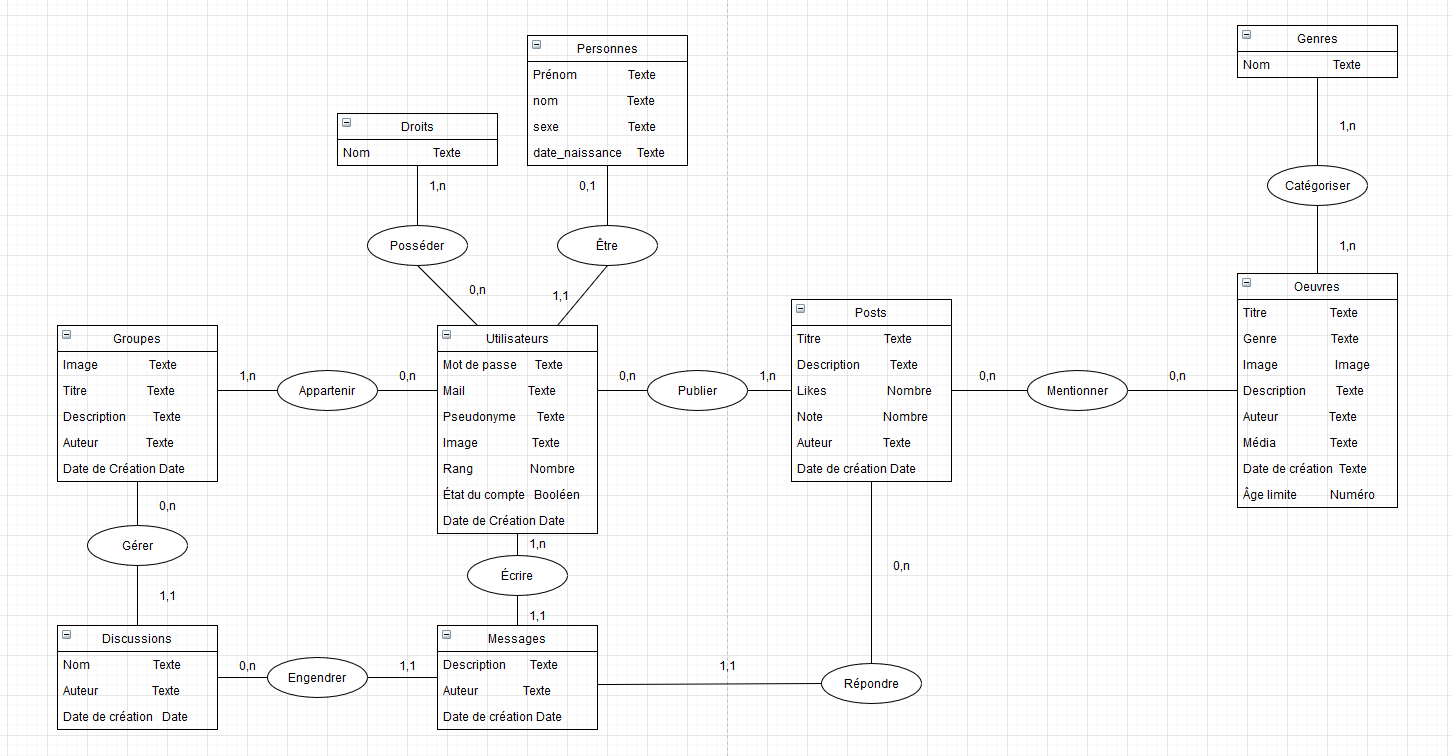 Personnes
Prénom Texte
nom Texte
sexe Texte
date_naissance Texte
Genres
Nom Texte
Droits
Nom Texte
1,n
0,1
1,n
Posséder
Être
Catégoriser
0,n
1,1
1,n
Groupes
Image Texte
Titre Texte
Description Texte
Auteur Texte
Date de Création Date
1,n
Appartenir
0,n
Utilisateurs
Mot de passe Texte
Mail Texte
Pseudonyme Texte
Image Texte
Rang Nombre
État du compte Booléen
Date de Création Date
0,n
Publier
1,n
Posts
Titre Texte
Description Texte
Likes Nombre
Note Nombre
Auteur Texte
Date de création Date
0,n
Mentionner
0,n
Oeuvres
Titre Texte
Genre Texte
Image Image
Description Texte
Auteur Texte
Média Texte
Date de création Texte
Âge limite Numéro
0,n
Gérer
1,1
1,n
Écrire
1,1
0,n
Discussions
Nom Texte
Auteur Texte
Date de création Date
0,n
Engendrer
1,1
Messages
Description Texte
Auteur Texte
Date de création Date
1,1
Répondre